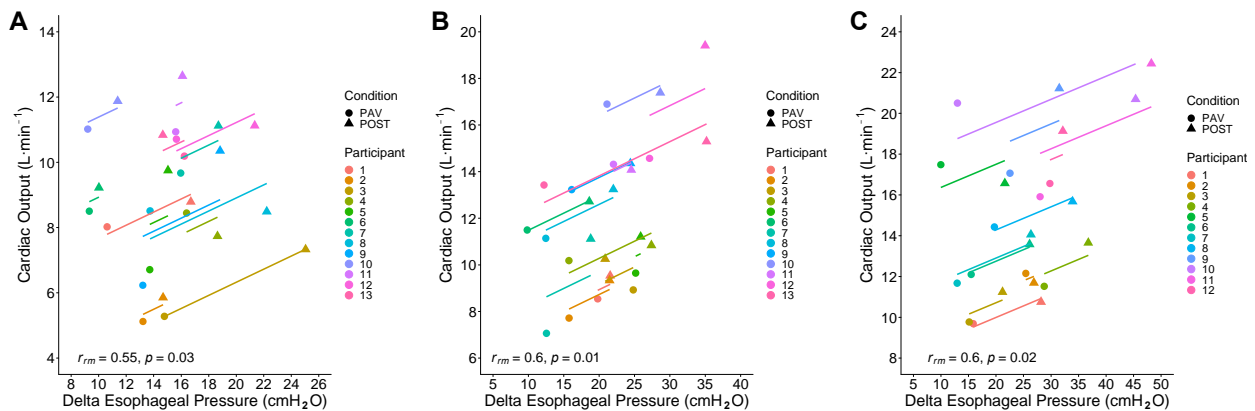 A
Cardiac Output (L·min⁻¹)
14
12
10
8
6
4
8 10 12 14 16 18 20 22 24 26
Delta Esophageal Pressure (cmH₂O)
r_rm = 0.55, p = 0.03
Condition
PAV
POST
Participant
1
2
3
4
5
6
7
8
9
10
11
12
13
B
Cardiac Output (L·min⁻¹)
20
18
16
14
12
10
8
6
5 10 15 20 25 30 35 40
Delta Esophageal Pressure (cmH₂O)
r_rm = 0.6, p = 0.01
Condition
PAV
POST
Participant
1
2
3
4
5
6
7
8
9
10
11
12
13
C
Cardiac Output (L·min⁻¹)
24
22
20
18
16
14
12
10
8
5 10 15 20 25 30 35 40 45 50
Delta Esophageal Pressure (cmH₂O)
r_rm = 0.6, p = 0.02
Condition
PAV
POST
Participant
1
2
3
4
5
6
7
8
9
10
11
12